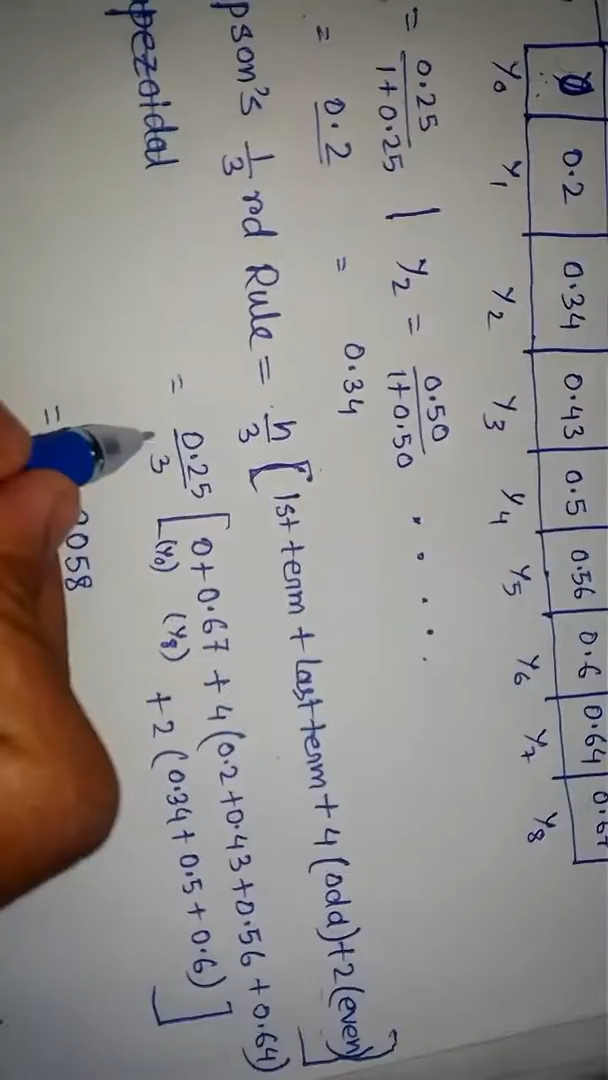 0.2 0.34 0.43 0.5 0.56 0.6 0.64 0.67
y₀ y₁ y₂ y₃ y₄ y₅ y₆ y₇ y₈
= 0.25/1+0.25 | y₂ = 0.50/1+0.50 . . . . .
= 0.2 = 0.34
pson's 1/3 rd Rule = h/3 [1st term + last term + 4(odd)+2(even)]
= 0.25/3 [0+0.67 + 4(0.2+0.43+0.56+0.64)
(y₀) (y₈) + 2(0.34+0.5+0.6)]
pezoidal
= 058